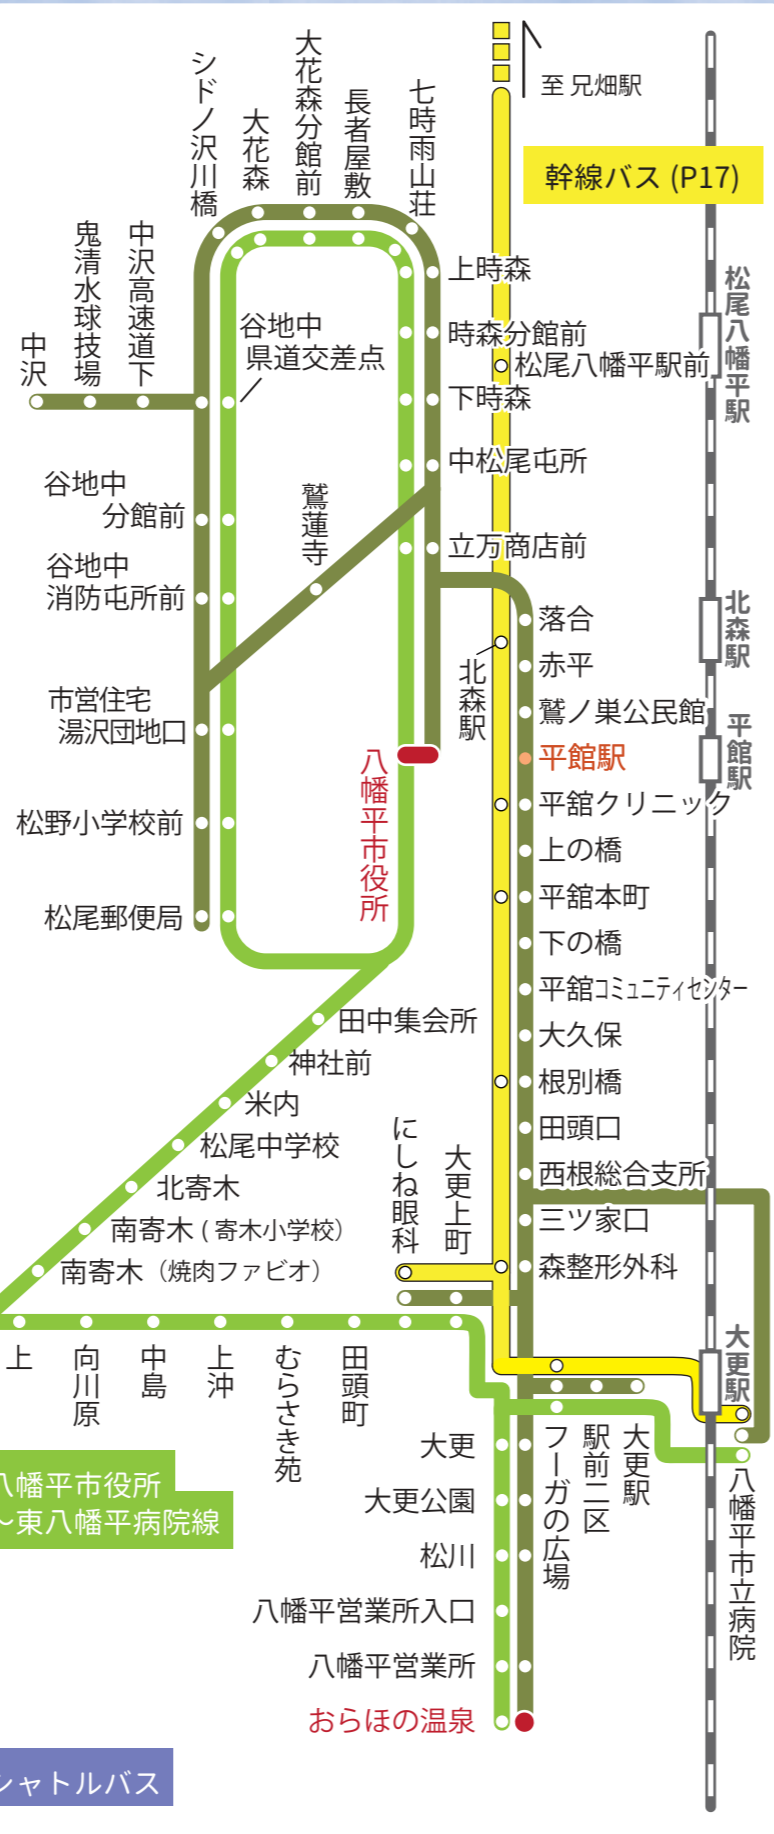 至 兄畑駅
幹線バス (P17)
シドノ沢川橋
大花森
大花森分館前
長者屋敷
七時雨山荘
中沢
鬼清水球技場
中沢高速道下
谷地中
県道交差点
上時森
時森分館前
松尾八幡平駅前
下時森
中松尾屯所
立万商店前
松尾八幡平駅
谷地中
分館前
谷地中
消防屯所前
鷲蓮寺
市営住宅
湯沢団地口
松野小学校前
松尾郵便局
八幡平市役所
北森駅
落合
赤平
鷲ノ巣公民館
平館駅
平舘クリニック
上の橋
平舘本町
下の橋
平舘コミュニティセンター
大久保
根別橋
田頭口
西根総合支所
三ツ家口
森整形外科
北森駅
平館駅
大更駅
田中集会所
神社前
米内
松尾中学校
北寄木
南寄木 ( 寄木小学校）
南寄木（焼肉ファビオ）
にしね眼科
大更上町
上
向川原
中島
上沖
むらさき苑
田頭町
大更
大更公園
松川
八幡平営業所入口
八幡平営業所
おらほの温泉
フーガの広場
駅前二区
大更駅
八幡平市立病院
八幡平市役所
～東八幡平病院線
シャトルバス